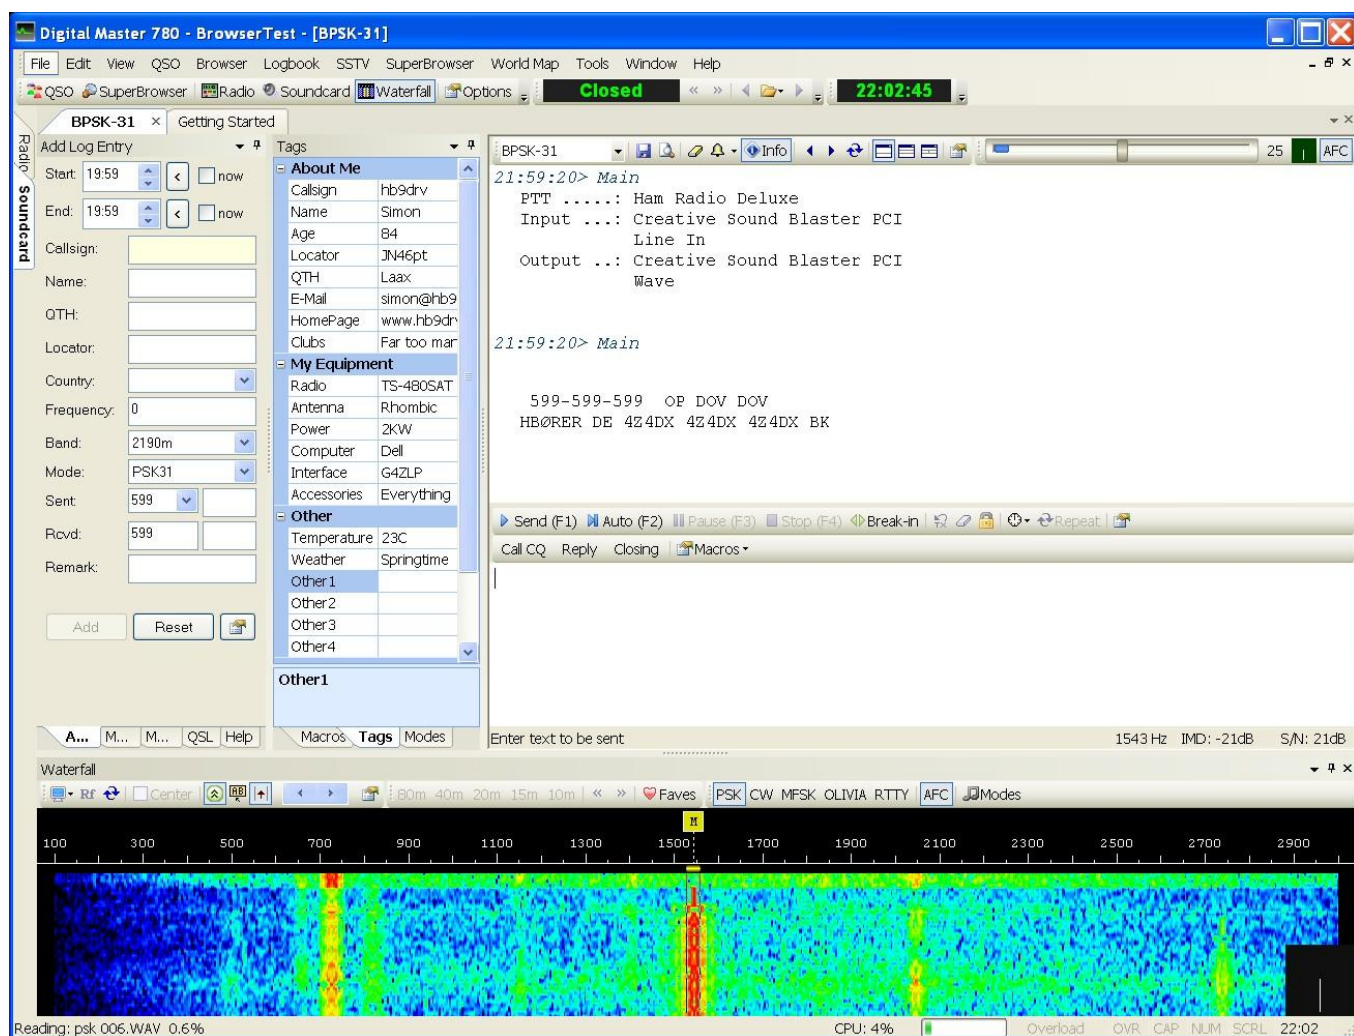 Digital Master 780 - BrowserTest - [BPSK-31]
File Edit View QSO Browser Logbook SSTV SuperBrowser World Map Tools Window Help
QSO SuperBrowser Radio Soundcard Waterfall Options Closed 22:02:45
BPSK-31 Getting Started
Radio
Soundcard
Add Log Entry
Start: 19:59 < now
End: 19:59 < now
Callsign:
Name:
QTH:
Locator:
Country:
Frequency: 0
Band: 2190m
Mode: PSK31
Sent: 599
Rcvd: 599
Remark:
Add Reset
A... M... M... QSL Help
Tags
About Me
Callsign hb9drv
Name Simon
Age 84
Locator JN46pt
QTH Laax
E-Mail simon@hb9
HomePage www.hb9drv
Clubs Far too mar
My Equipment
Radio TS-480SAT
Antenna Rhombic
Power 2KW
Computer Dell
Interface G4ZLP
Accessories Everything
Other
Temperature 23C
Weather Springtime
Other1
Other2
Other3
Other4
Other1
Macros Tags Modes
BPSK-31 Info 25 AFC
21:59:20> Main
PTT .....: Ham Radio Deluxe
Input ...: Creative Sound Blaster PCI
Line In
Output ..: Creative Sound Blaster PCI
Wave
21:59:20> Main
599-599-599 OP DOV DOV
HBØRER DE 4Z4DX 4Z4DX 4Z4DX BK
Send (F1) Auto (F2) Pause (F3) Stop (F4) Break-in Repeat
Call CQ Reply Closing Macros
Enter text to be sent 1543 Hz IMD: -21dB S/N: 21dB
Waterfall
Rf Center AB 80m 40m 20m 15m 10m Faves PSK CW MFSK OLIVIA RTTY AFC Modes
M
100 300 500 700 900 1100 1300 1500 1700 1900 2100 2300 2500 2700 2900
Reading: psk 006.WAV 0.6% CPU: 4% Overload OVR CAP NUM SCRL 22:02